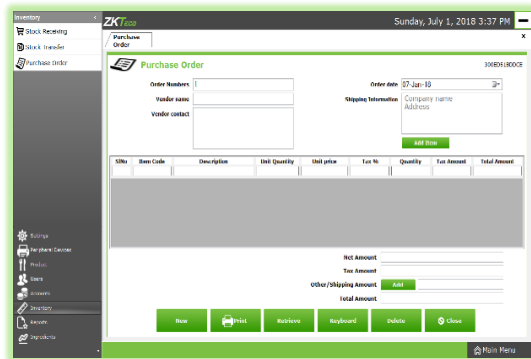 Inventory
Stock Receiving
Stock Transfer
Purchase Order
ZKTeco
Sunday, July 1, 2018 3:37 PM
Purchase
Order
x
Purchase Order
Order Numbers 1
Order date 07-Jan-18
Vendor name
Shipping Information Company name
Address
Vendor contact
Add Item
SlNo Item Code Description Unit Quantity Unit price Tax % Quantity Tax Amount Total Amount
Net Amount
Tax Amount
Other/Shipping Amount Add
Total Amount
New Print Retrieve Keyboard Delete Close
Settings
Peripheral Devices
Product
Users
Accounts
Inventory
Reports
Ingredients
Main Menu